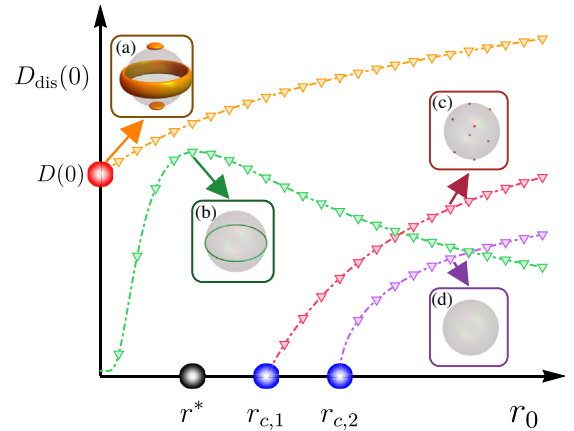 (a)
D_dis(0)
(c)
D(0)
(b)
(d)
r* r_{c,1} r_{c,2} r_0